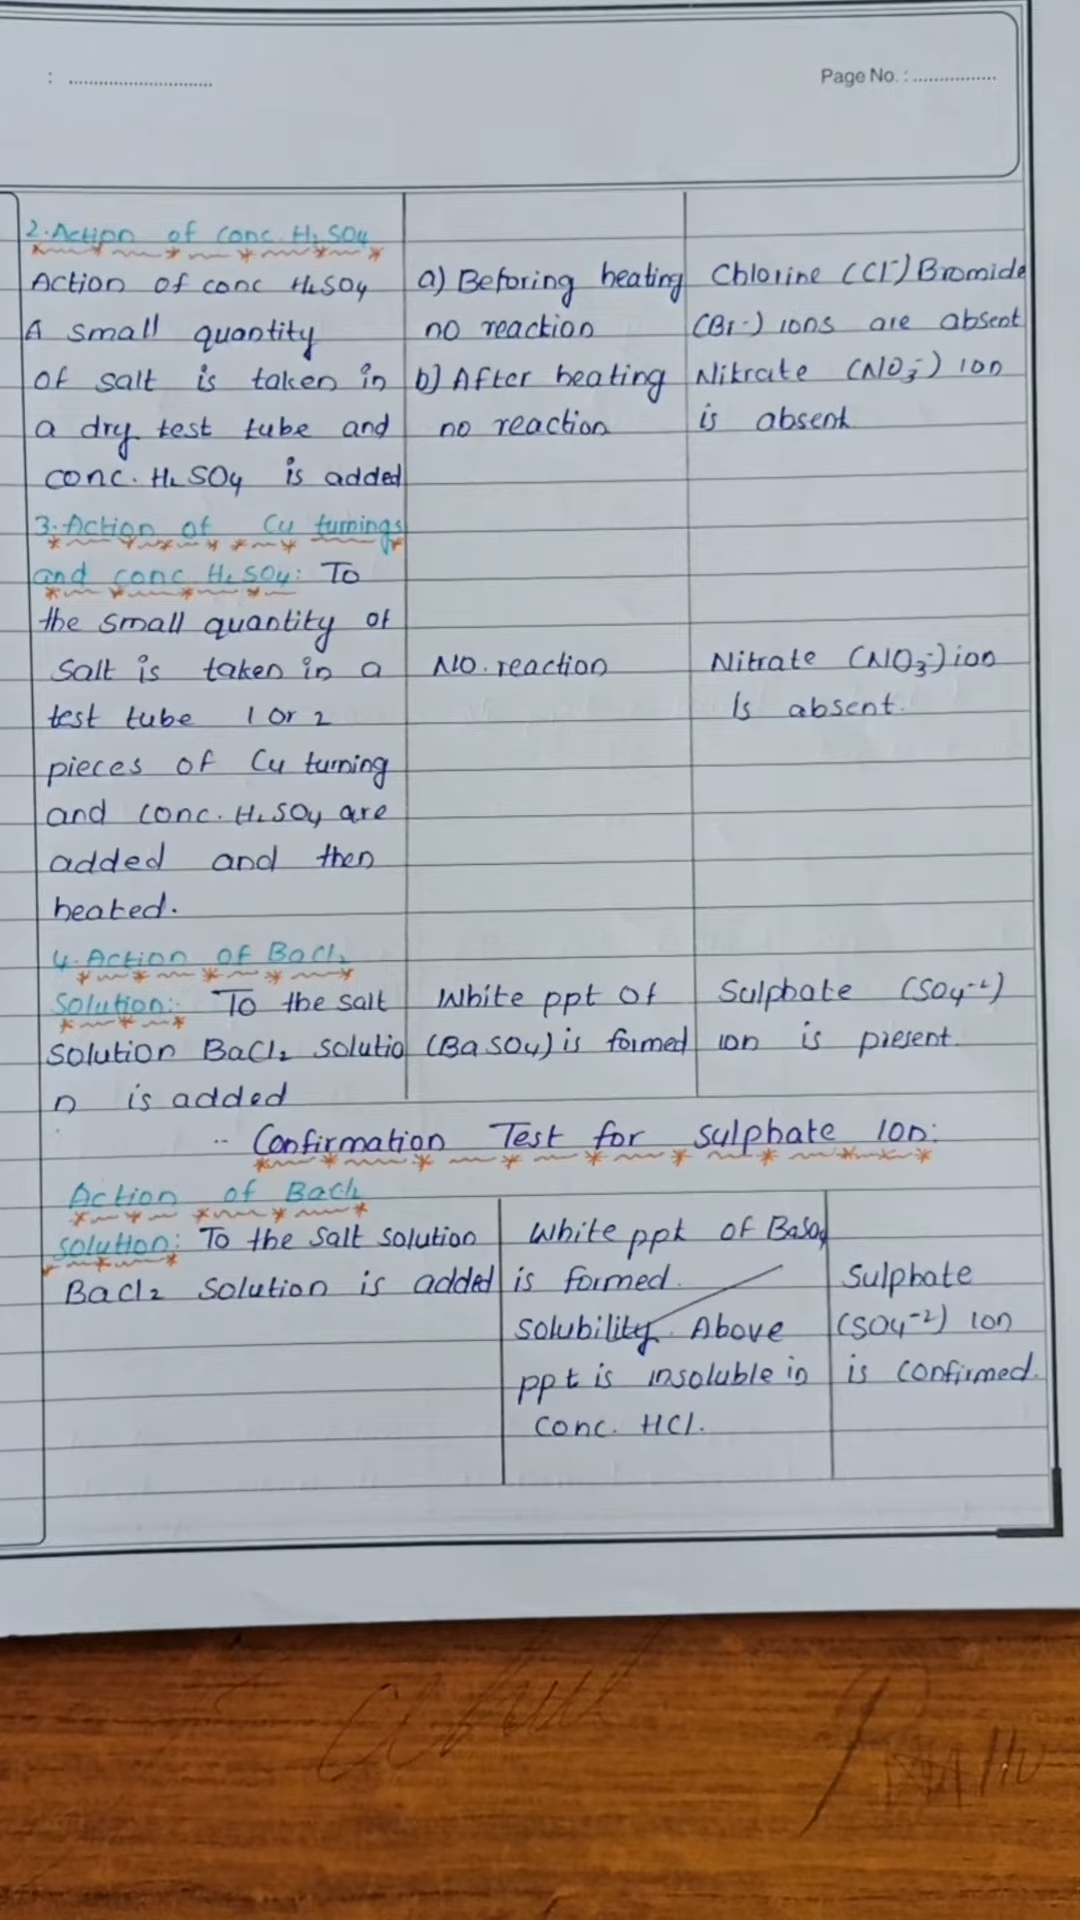 : ................................
Page No. : ................
2. Action of conc. H2SO4
Action of conc H2SO4
A small quantity
of salt is taken in
a dry test tube and
conc. H2SO4 is added
a) Beforing heating
no reaction
b) After heating
no reaction
Chlorine (Cl-) Bromide
(Br-) ions are absent
Nitrate (NO3-) ion
is absent
3. Action of Cu turnings
and conc H2SO4: To
the small quantity of
salt is taken in a
test tube 1 or 2
pieces of Cu turning
and conc. H2SO4 are
added and then
heated.
NO. reaction
Nitrate (NO3-) ion
Is absent.
4. Action of BaCl2
Solution:- To the salt
solution BaCl2 solutio
n is added
White ppt of
(BaSO4) is formed
Sulphate (SO4-2)
ion is present.
Confirmation Test for sulphate Ion:
Action of BaCl2
solution: To the salt solution
BaCl2 solution is added
White ppt of BaSO4
is formed.
solubility. Above
ppt is insoluble in
conc. HCl.
Sulphate
(SO4-2) ion
is confirmed.